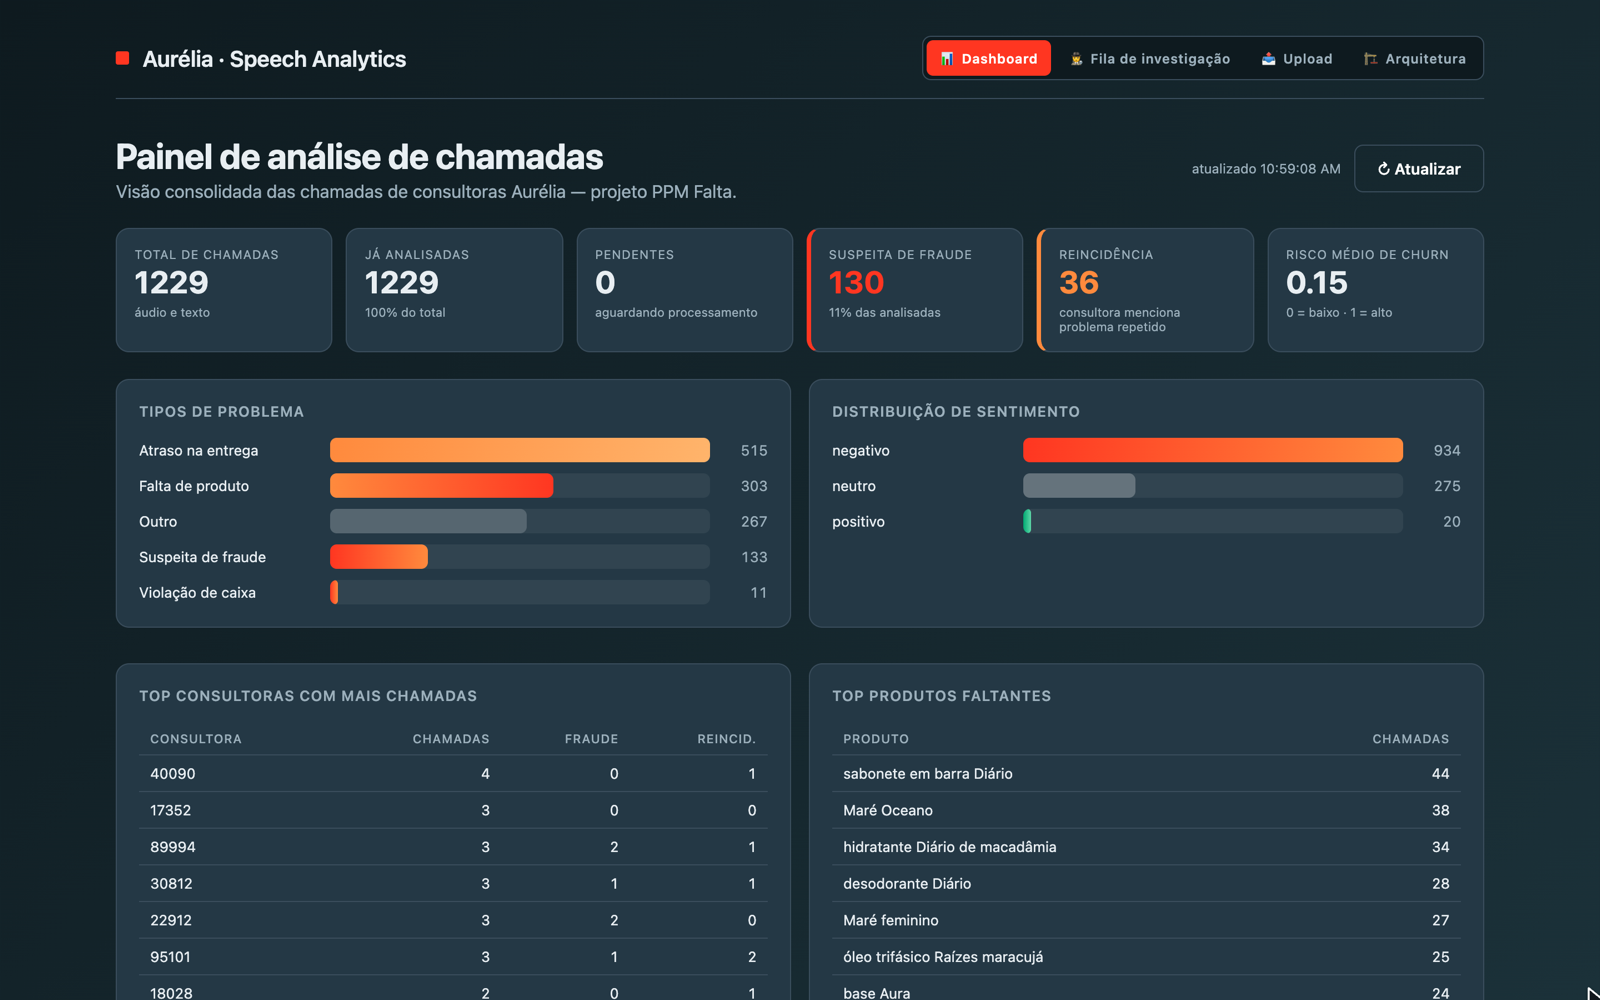 Aurélia · Speech Analytics
Dashboard
Fila de investigação
Upload
Arquitetura
Painel de análise de chamadas
Visão consolidada das chamadas de consultoras Aurélia — projeto PPM Falta.
atualizado 10:59:08 AM
↻ Atualizar
TOTAL DE CHAMADAS
1229
áudio e texto
JÁ ANALISADAS
1229
100% do total
PENDENTES
0
aguardando processamento
SUSPEITA DE FRAUDE
130
11% das analisadas
REINCIDÊNCIA
36
consultora menciona
problema repetido
RISCO MÉDIO DE CHURN
0.15
0 = baixo · 1 = alto
TIPOS DE PROBLEMA
Atraso na entrega 515
Falta de produto 303
Outro 267
Suspeita de fraude 133
Violação de caixa 11
DISTRIBUIÇÃO DE SENTIMENTO
negativo 934
neutro 275
positivo 20
TOP CONSULTORAS COM MAIS CHAMADAS
CONSULTORA CHAMADAS FRAUDE REINCID.
40090 4 0 1
17352 3 0 0
89994 3 2 1
30812 3 1 1
22912 3 2 0
95101 3 1 2
18028 2 0 1
TOP PRODUTOS FALTANTES
PRODUTO CHAMADAS
sabonete em barra Diário 44
Maré Oceano 38
hidratante Diário de macadâmia 34
desodorante Diário 28
Maré feminino 27
óleo trifásico Raízes maracujá 25
base Aura 24